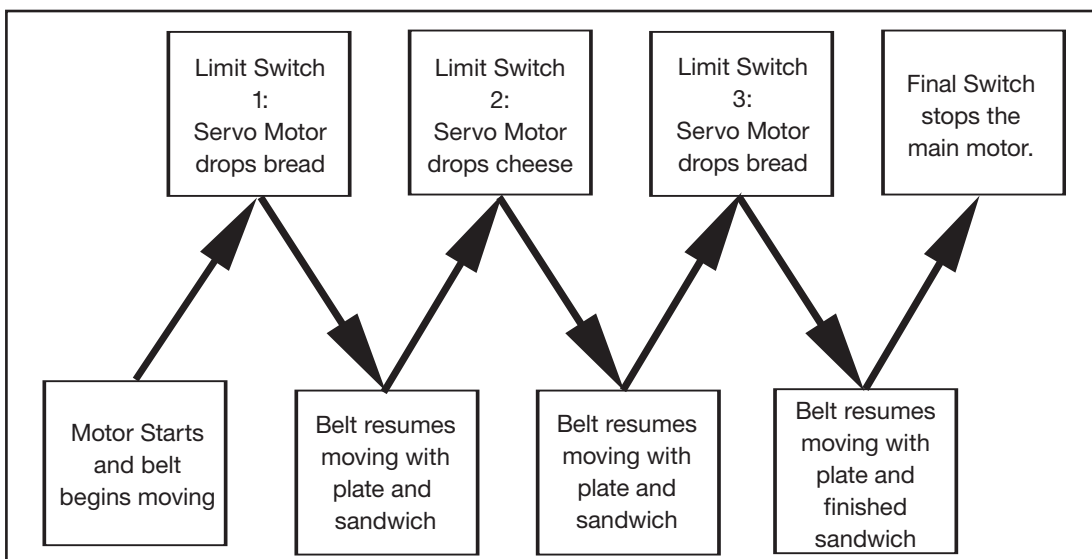 Limit Switch
1:
Servo Motor
drops bread
Limit Switch
2:
Servo Motor
drops cheese
Limit Switch
3:
Servo Motor
drops bread
Final Switch
stops the
main motor.
Motor Starts
and belt
begins moving
Belt resumes
moving with
plate and
sandwich
Belt resumes
moving with
plate and
sandwich
Belt resumes
moving with
plate and
finished
sandwich